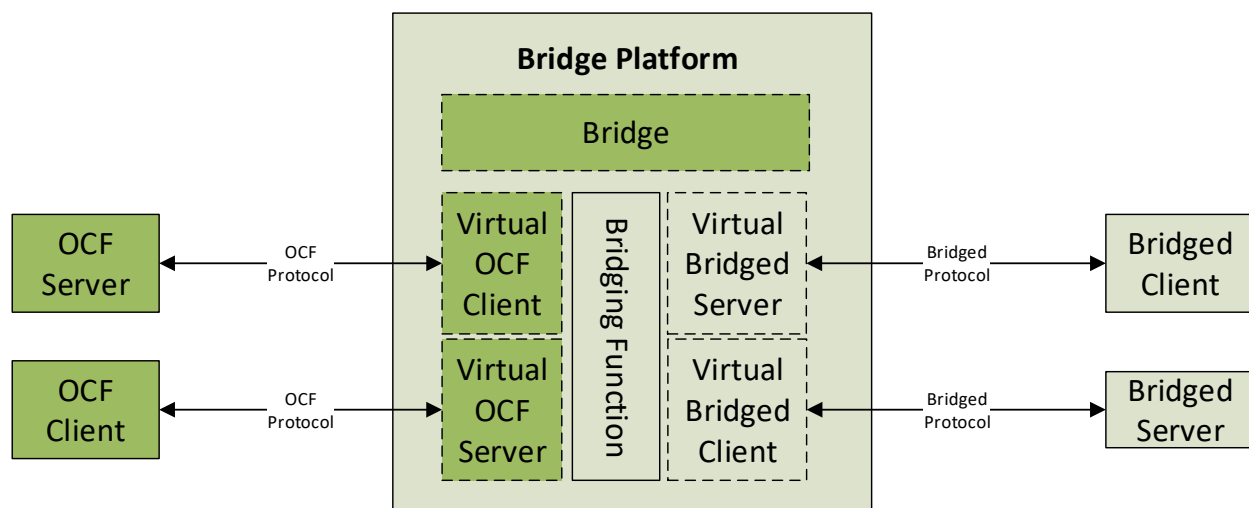 Bridge Platform
Bridge
OCF
Server
OCF
Protocol
Virtual
OCF
Client
Bridging Function
Virtual
Bridged
Server
Bridged
Protocol
Bridged
Client
OCF
Client
OCF
Protocol
Virtual
OCF
Server
Virtual
Bridged
Client
Bridged
Protocol
Bridged
Server